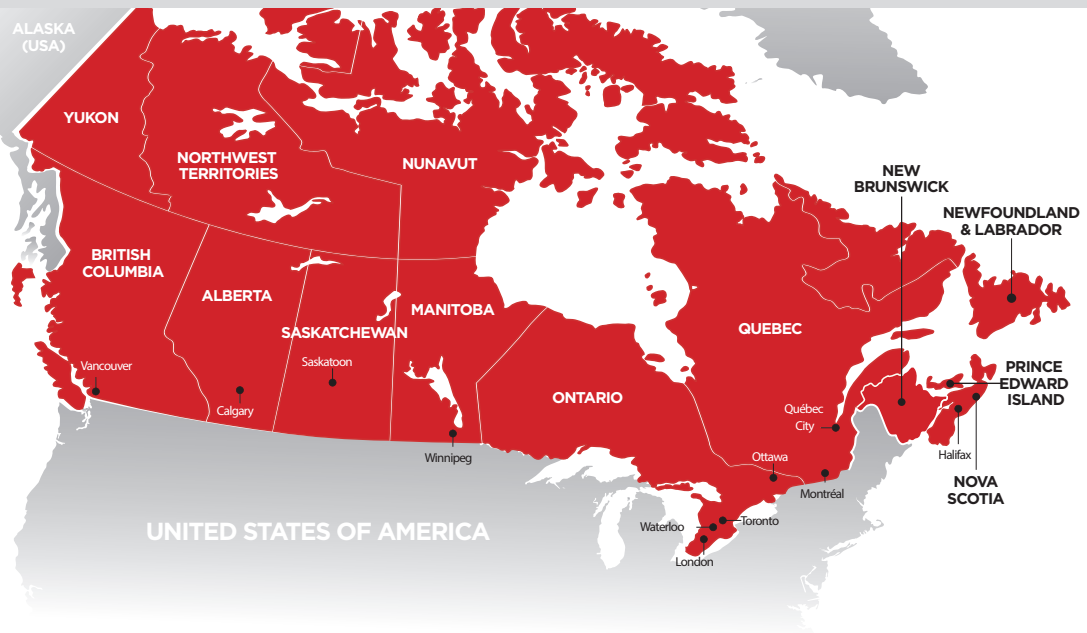 ALASKA
(USA)
YUKON
NORTHWEST
TERRITORIES
NUNAVUT
NEW
BRUNSWICK
NEWFOUNDLAND
& LABRADOR
BRITISH
COLUMBIA
ALBERTA
SASKATCHEWAN
MANITOBA
QUEBEC
ONTARIO
PRINCE
EDWARD
ISLAND
Vancouver
Saskatoon
Calgary
Winnipeg
Québec
City
Ottawa
Montréal
Halifax
NOVA
SCOTIA
Waterloo
Toronto
London
UNITED STATES OF AMERICA